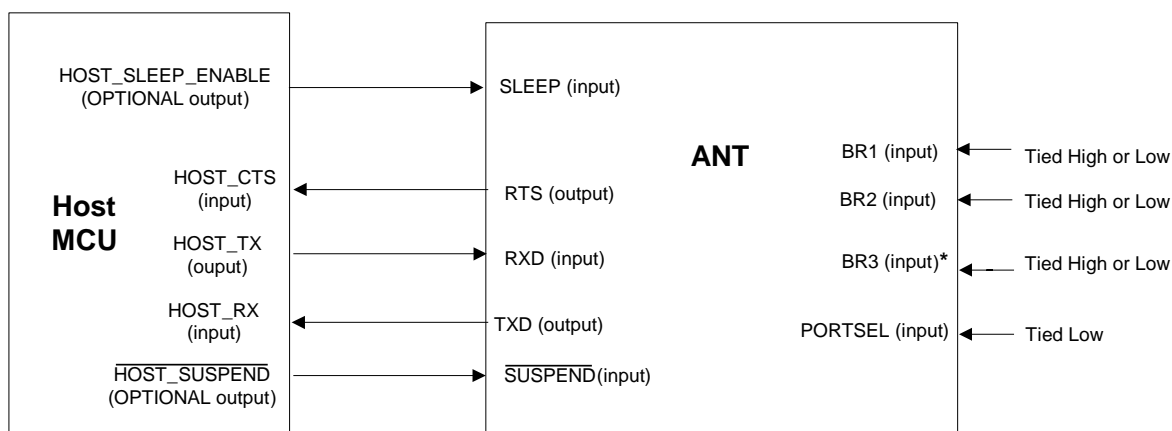 HOST_SLEEP_ENABLE
(OPTIONAL output)
SLEEP (input)
ANT
BR1 (input)
Tied High or Low
HOST_CTS
(input)
RTS (output)
BR2 (input)
Tied High or Low
Host
MCU
HOST_TX
(ouput)
RXD (input)
BR3 (input)*
Tied High or Low
HOST_RX
(input)
TXD (output)
PORTSEL (input)
Tied Low
HOST_SUSPEND
(OPTIONAL output)
SUSPEND(input)